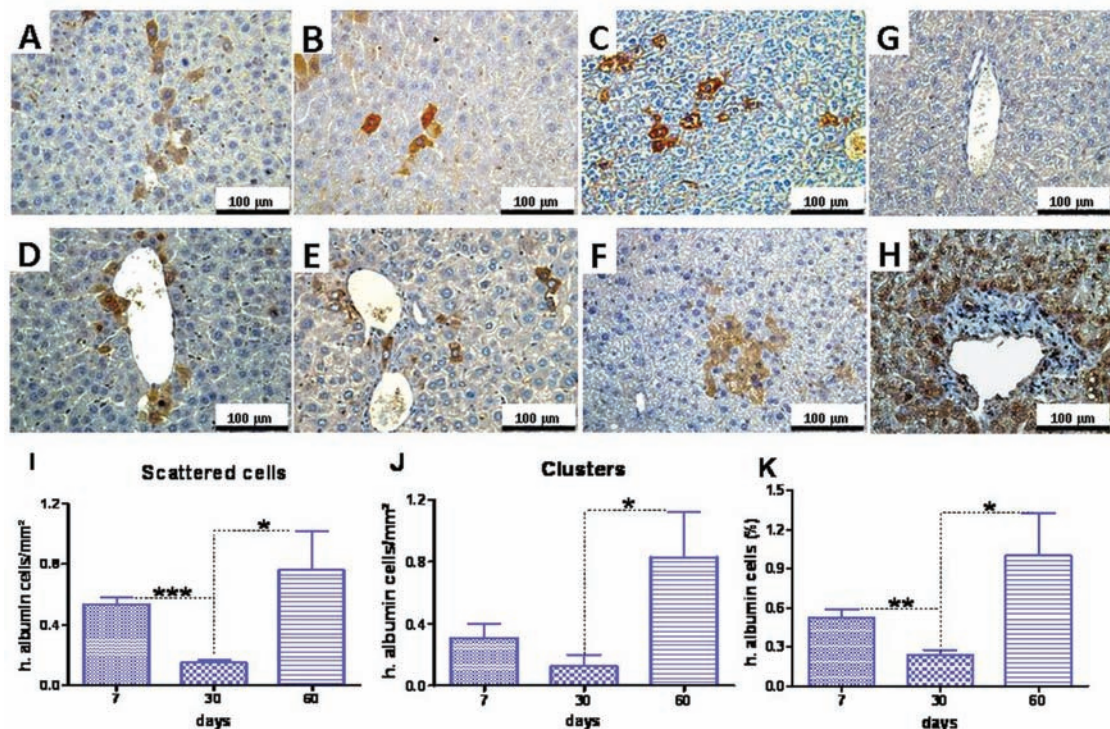 A
B
C
G
100 µm
100 µm
100 µm
100 µm
D
E
F
H
100 µm
100 µm
100 µm
100 µm
I
Scattered cells
h. albumin cells/mm²
1.2
0.8
0.4
0.0
*
***
7
30
60
days
J
Clusters
h. albumin cells/mm²
1.2
0.8
0.4
0.0
*
7
30
60
days
K
h. albumin cells (%)
1.5
1.2
0.9
0.6
0.3
0.0
*
**
7
30
60
days